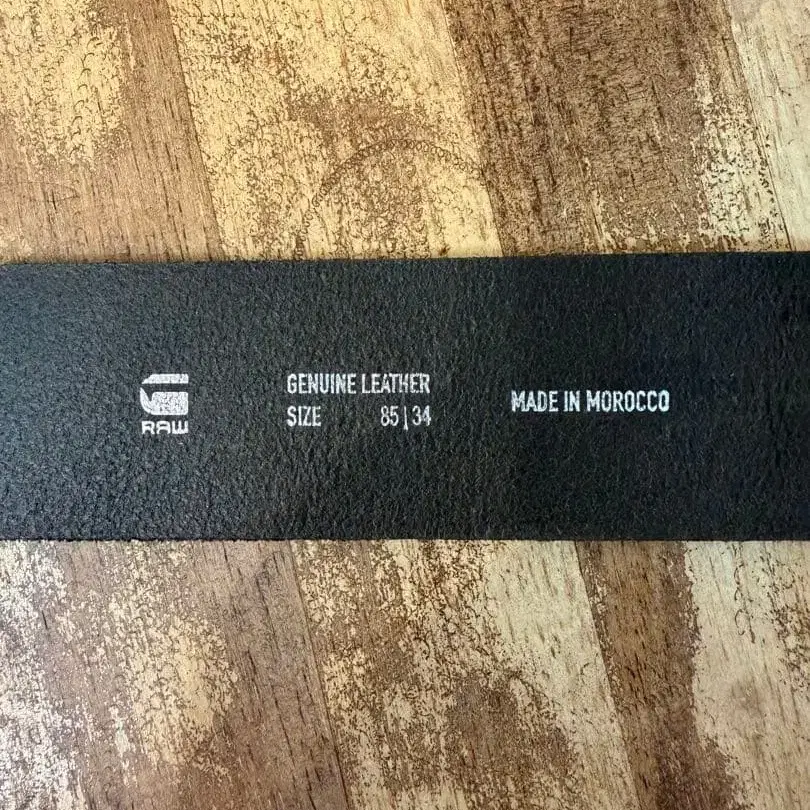 RAW
GENUINE LEATHER
SIZE 85|34
MADE IN MOROCCO